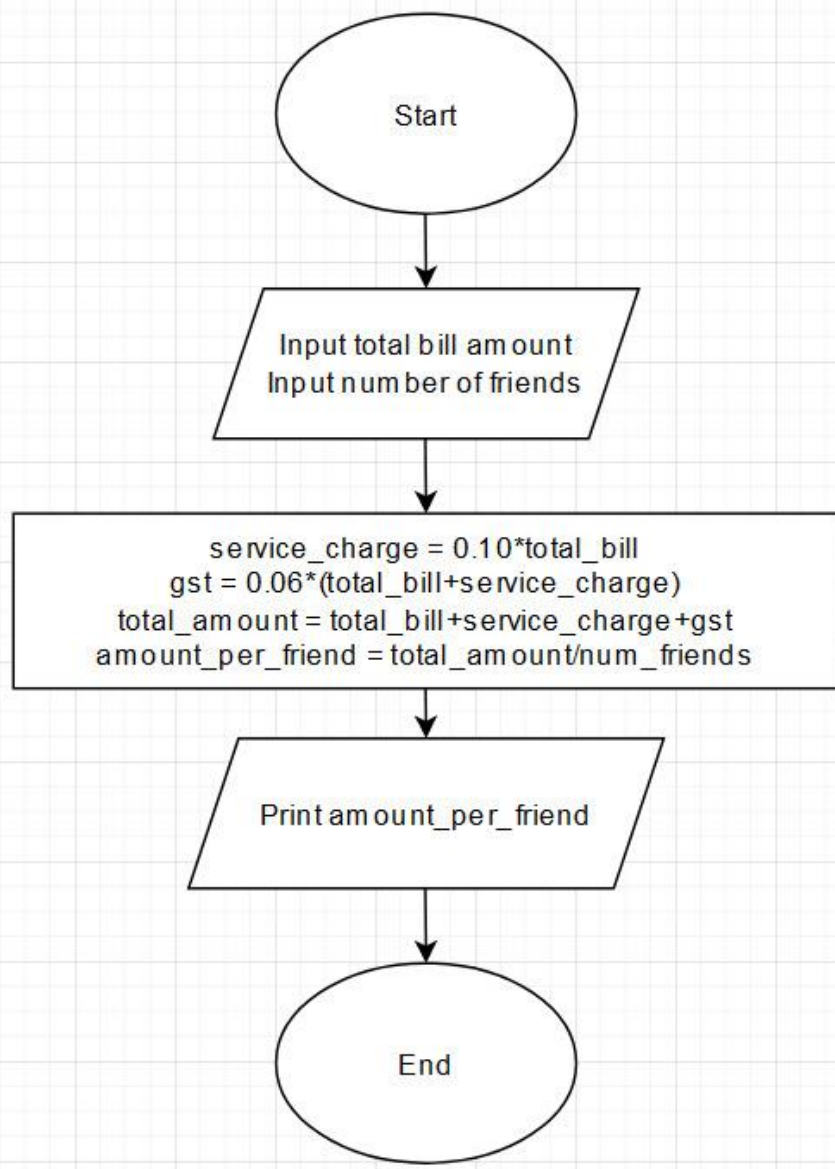 Start
Input total bill amount
Input number of friends
service_charge = 0.10*total_bill
gst = 0.06*(total_bill+service_charge)
total_amount = total_bill+service_charge+gst
amount_per_friend = total_amount/num_friends
Print amount_per_friend
End